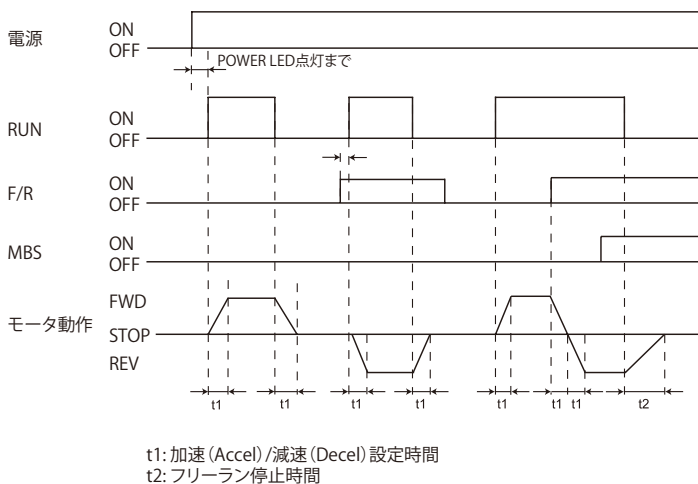 電源
ON
OFF
POWER LED点灯まで
RUN
ON
OFF
F/R
ON
OFF
MBS
ON
OFF
モータ動作
FWD
STOP
REV
t1 t1 t1 t1 t1 t1 t1 t2
t1: 加速（Accel）/減速（Decel）設定時間
t2: フリーラン停止時間